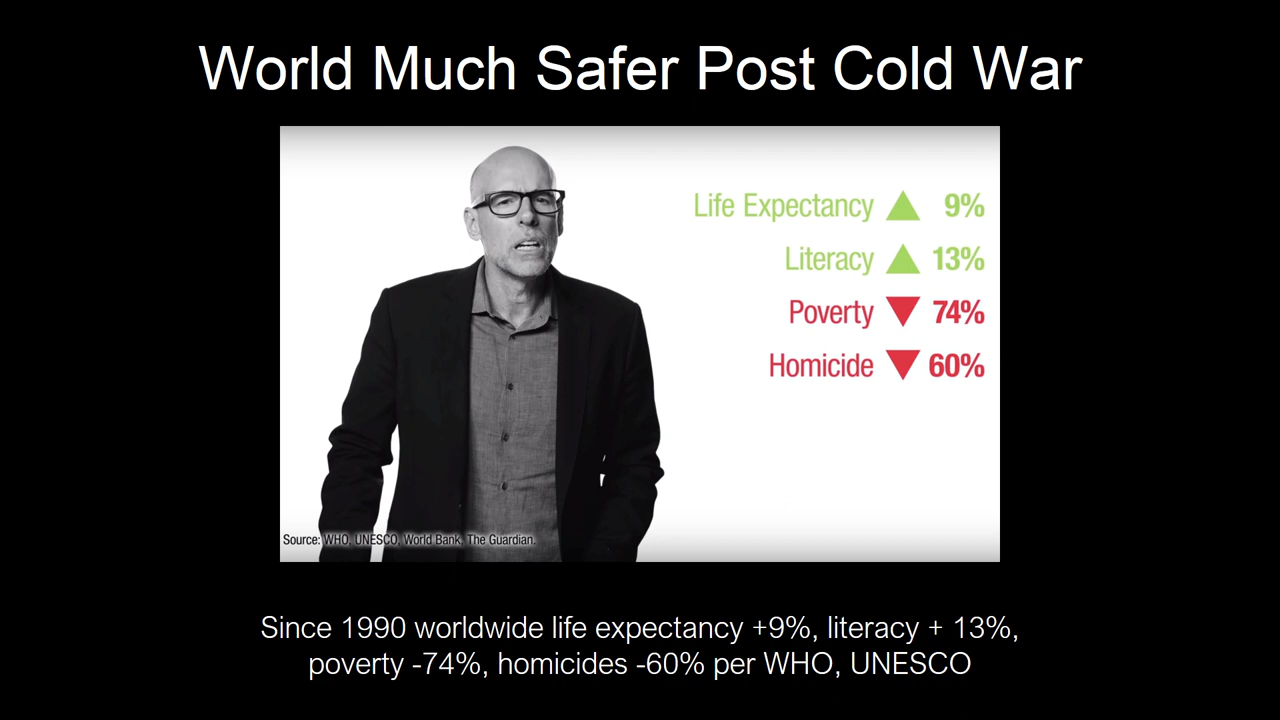 World Much Safer Post Cold War
Life Expectancy ▲ 9%
Literacy ▲ 13%
Poverty ▼ 74%
Homicide ▼ 60%
Source: WHO, UNESCO, World Bank, The Guardian.
Since 1990 worldwide life expectancy +9%, literacy + 13%,
poverty -74%, homicides -60% per WHO, UNESCO